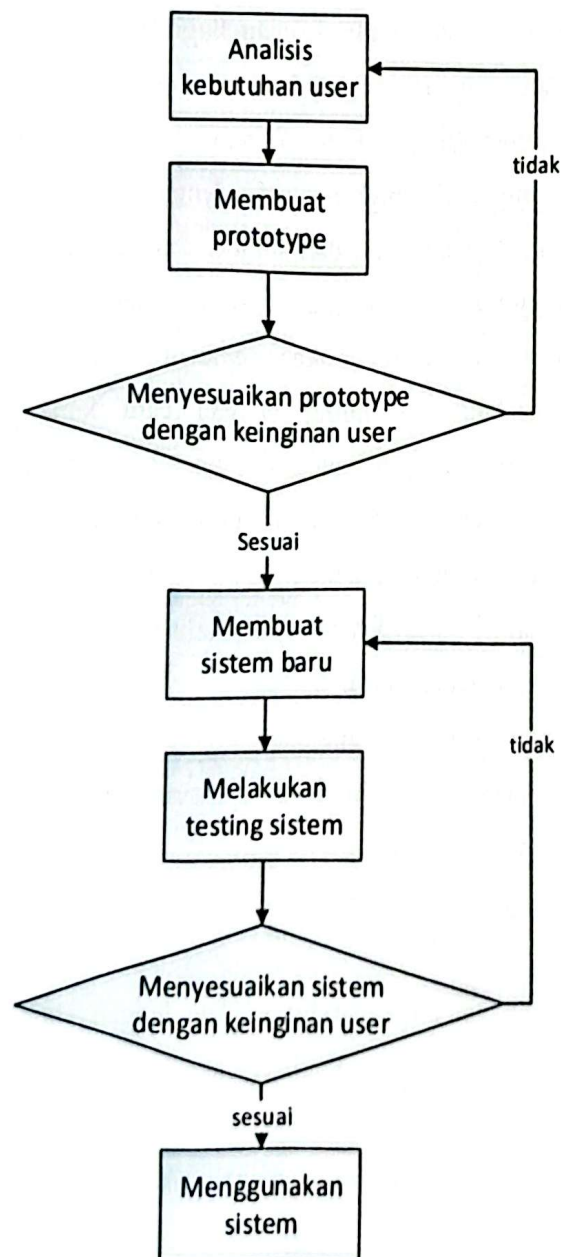 Analisis
kebutuhan user
tidak
Membuat
prototype
Menyesuaikan prototype
dengan keinginan user
Sesuai
Membuat
sistem baru
tidak
Melakukan
testing sistem
Menyesuaikan sistem
dengan keinginan user
sesuai
Menggunakan
sistem